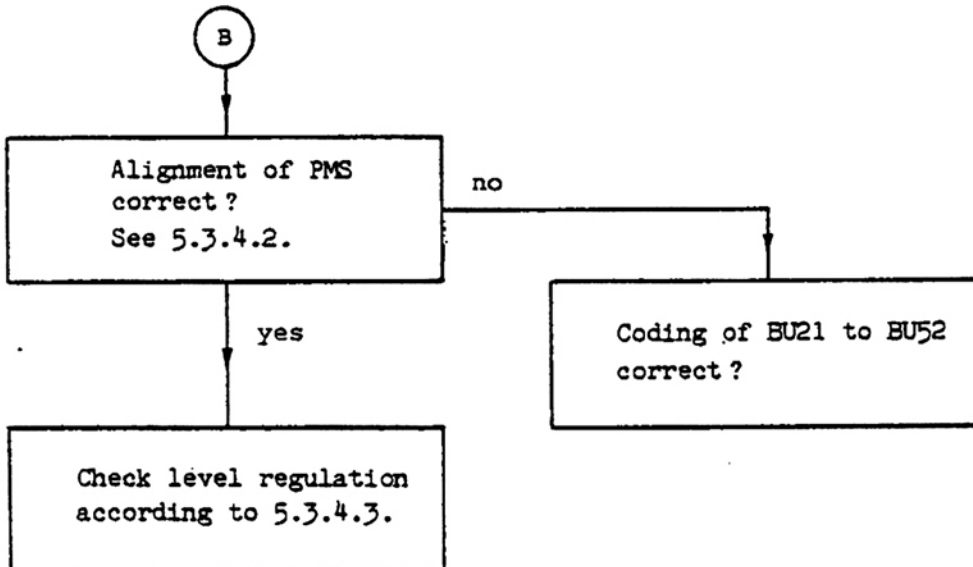 B
Alignment of PMS
correct?
See 5.3.4.2.
no
yes
Coding of BU21 to BU52
correct?
Check level regulation
according to 5.3.4.3.